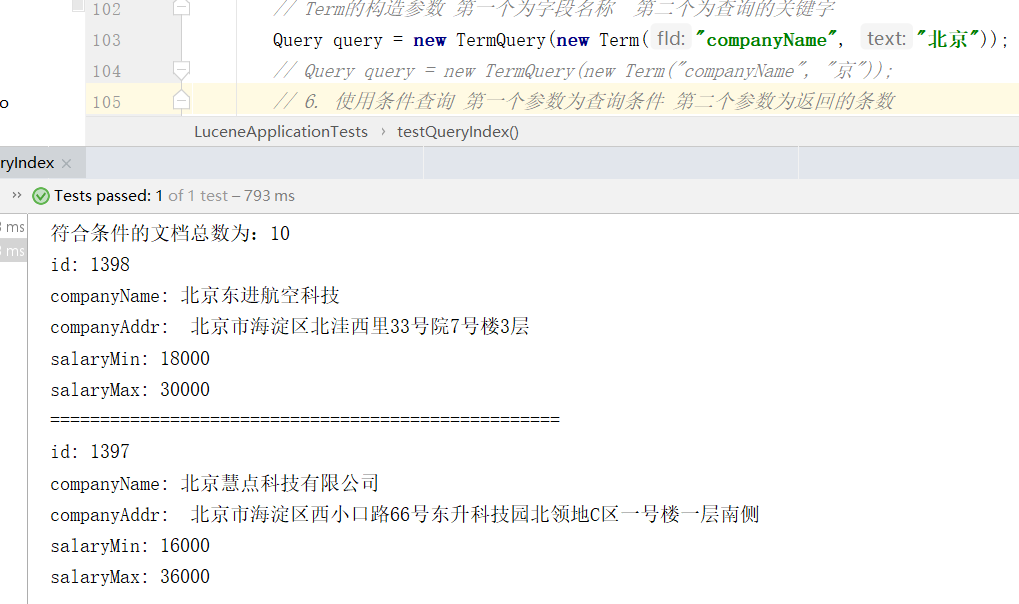 102 // Term的构造参数 第一个为字段名称 第二个为查询的关键字
103 Query query = new TermQuery(new Term( fld: "companyName", text: "北京"));
104 // Query query = new TermQuery(new Term("companyName", "京"));
o
105 // 6. 使用条件查询 第一个参数为查询条件 第二个参数为返回的条数
LuceneApplicationTests › testQueryIndex()
ryIndex ×
» Tests passed: 1 of 1 test – 793 ms
ms
ms
符合条件的文档总数为：10
id: 1398
companyName: 北京东进航空科技
companyAddr: 北京市海淀区北洼西里33号院7号楼3层
salaryMin: 18000
salaryMax: 30000
===================================================
id: 1397
companyName: 北京慧点科技有限公司
companyAddr: 北京市海淀区西小口路66号东升科技园北领地C区一号楼一层南侧
salaryMin: 16000
salaryMax: 36000